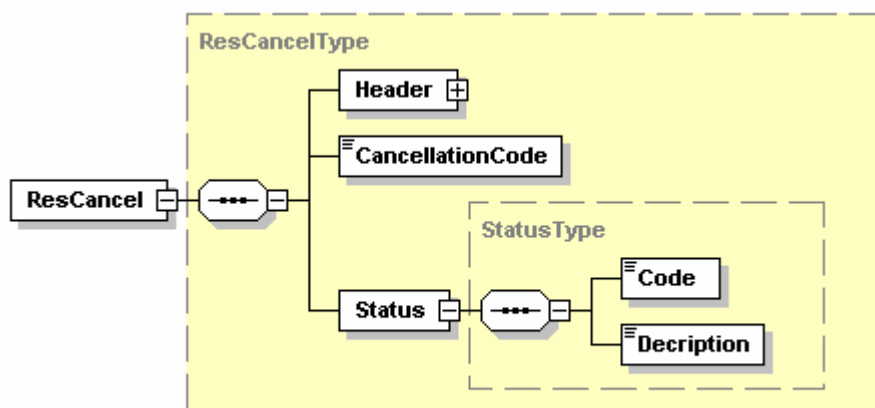 ResCancelType
Header
CancellationCode
ResCancel
StatusType
Code
Status
Decription